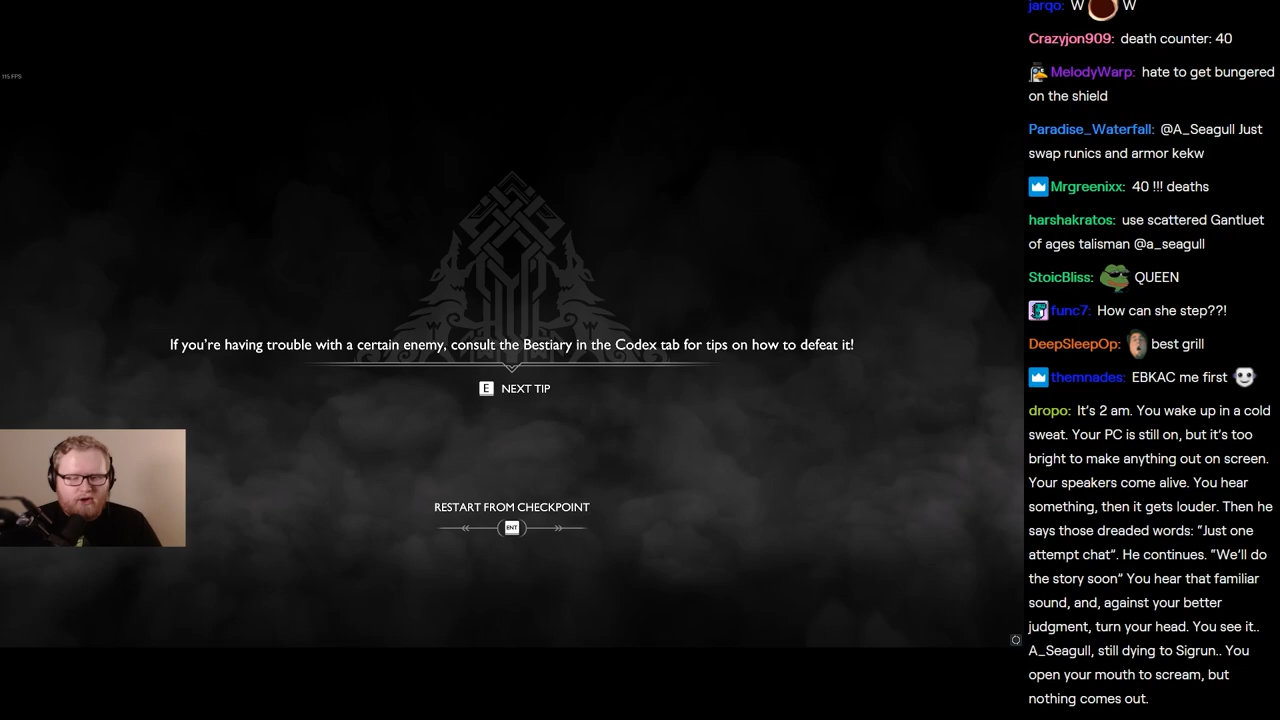 jarqo: W W
Crazyjon909: death counter: 40
115 FPS
MelodyWarp: hate to get bungered
on the shield
Paradise_Waterfall: @A_Seagull Just
swap runics and armor kekw
Mrgreenixx: 40 !!! deaths
harshakratos: use scattered Gantluet
of ages talisman @a_seagull
StoicBliss: QUEEN
func7: How can she step??!
DeepSleepOp: best grill
themnades: EBKAC me first
dropo: It's 2 am. You wake up in a cold
sweat. Your PC is still on, but it's too
bright to make anything out on screen.
Your speakers come alive. You hear
something, then it gets louder. Then he
says those dreaded words: “Just one
attempt chat”. He continues. “We'll do
the story soon” You hear that familiar
sound, and, against your better
judgment, turn your head. You see it..
A_Seagull, still dying to Sigrun.. You
open your mouth to scream, but
nothing comes out.
If you're having trouble with a certain enemy, consult the Bestiary in the Codex tab for tips on how to defeat it!
E NEXT TIP
RESTART FROM CHECKPOINT
ENT